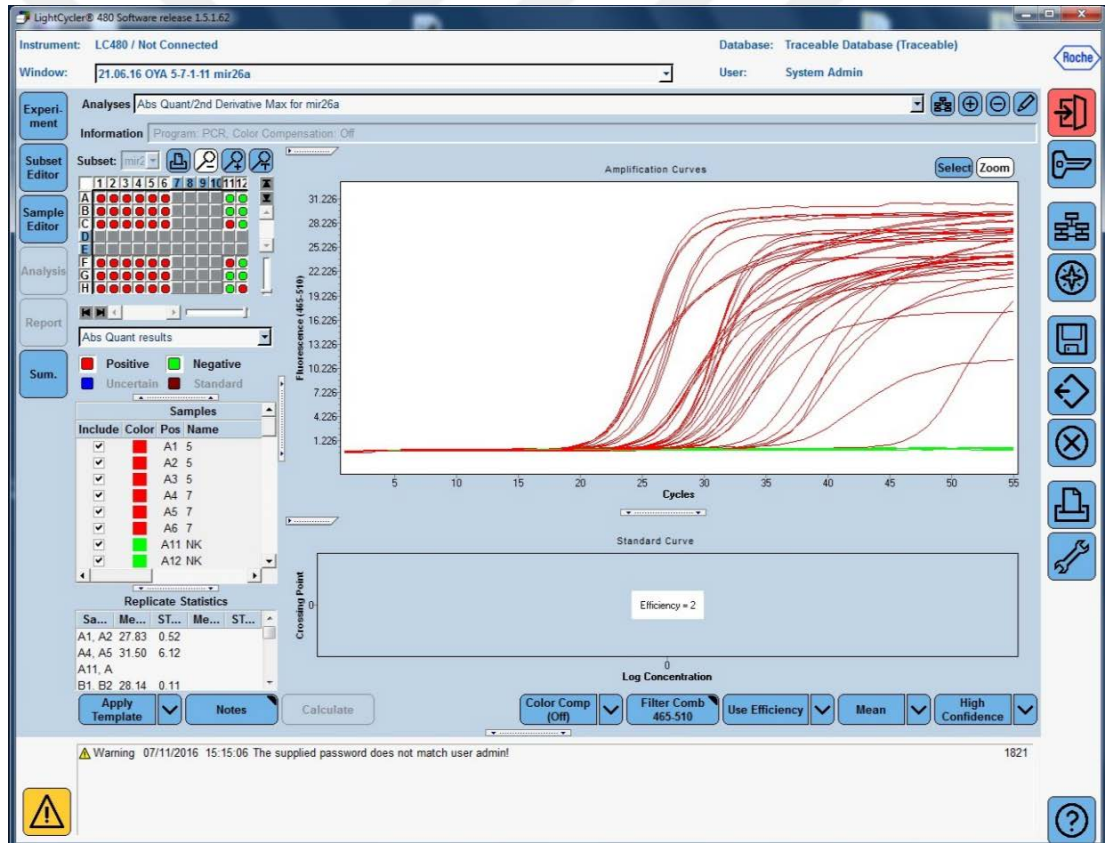 LightCycler® 480 Software release 1.5.1.62
Instrument: LC480 / Not Connected
Database: Traceable Database (Traceable)
Window: 21.06.16 OYA 5-7-1-11 mir26a
User: System Admin
Roche
Experi-
ment
Subset
Editor
Sample
Editor
Analysis
Report
Sum.
Analyses Abs Quant/2nd Derivative Max for mir26a
Information Program: PCR, Color Compensation: Off
Subset:
1 2 3 4 5 6 7 8 9 10 11 12
A
B
C
D
E
F
G
H
Abs Quant results
Positive Negative
Uncertain Standard
Samples
Include Color Pos Name
A1 5
A2 5
A3 5
A4 7
A5 7
A6 7
A11 NK
A12 NK
Replicate Statistics
Sa... Me... ST... Me... ST...
A1, A2 27.83 0.52
A4, A5 31.50 6.12
A11, A
B1, B2 28.14 0.11
Amplification Curves
Select Zoom
Fluorescence (465-510)
31.226
28.226
25.226
22.226
19.226
16.226
13.226
10.226
7.226
4.226
1.226
5 10 15 20 25 30 35 40 45 50 55
Cycles
Standard Curve
Crossing Point
0
Efficiency = 2
0
Log Concentration
Apply
Template
Notes
Calculate
Color Comp
(Off)
Filter Comb
465-510
Use Efficiency
Mean
High
Confidence
Warning 07/11/2016 15:15:06 The supplied password does not match user admin! 1821